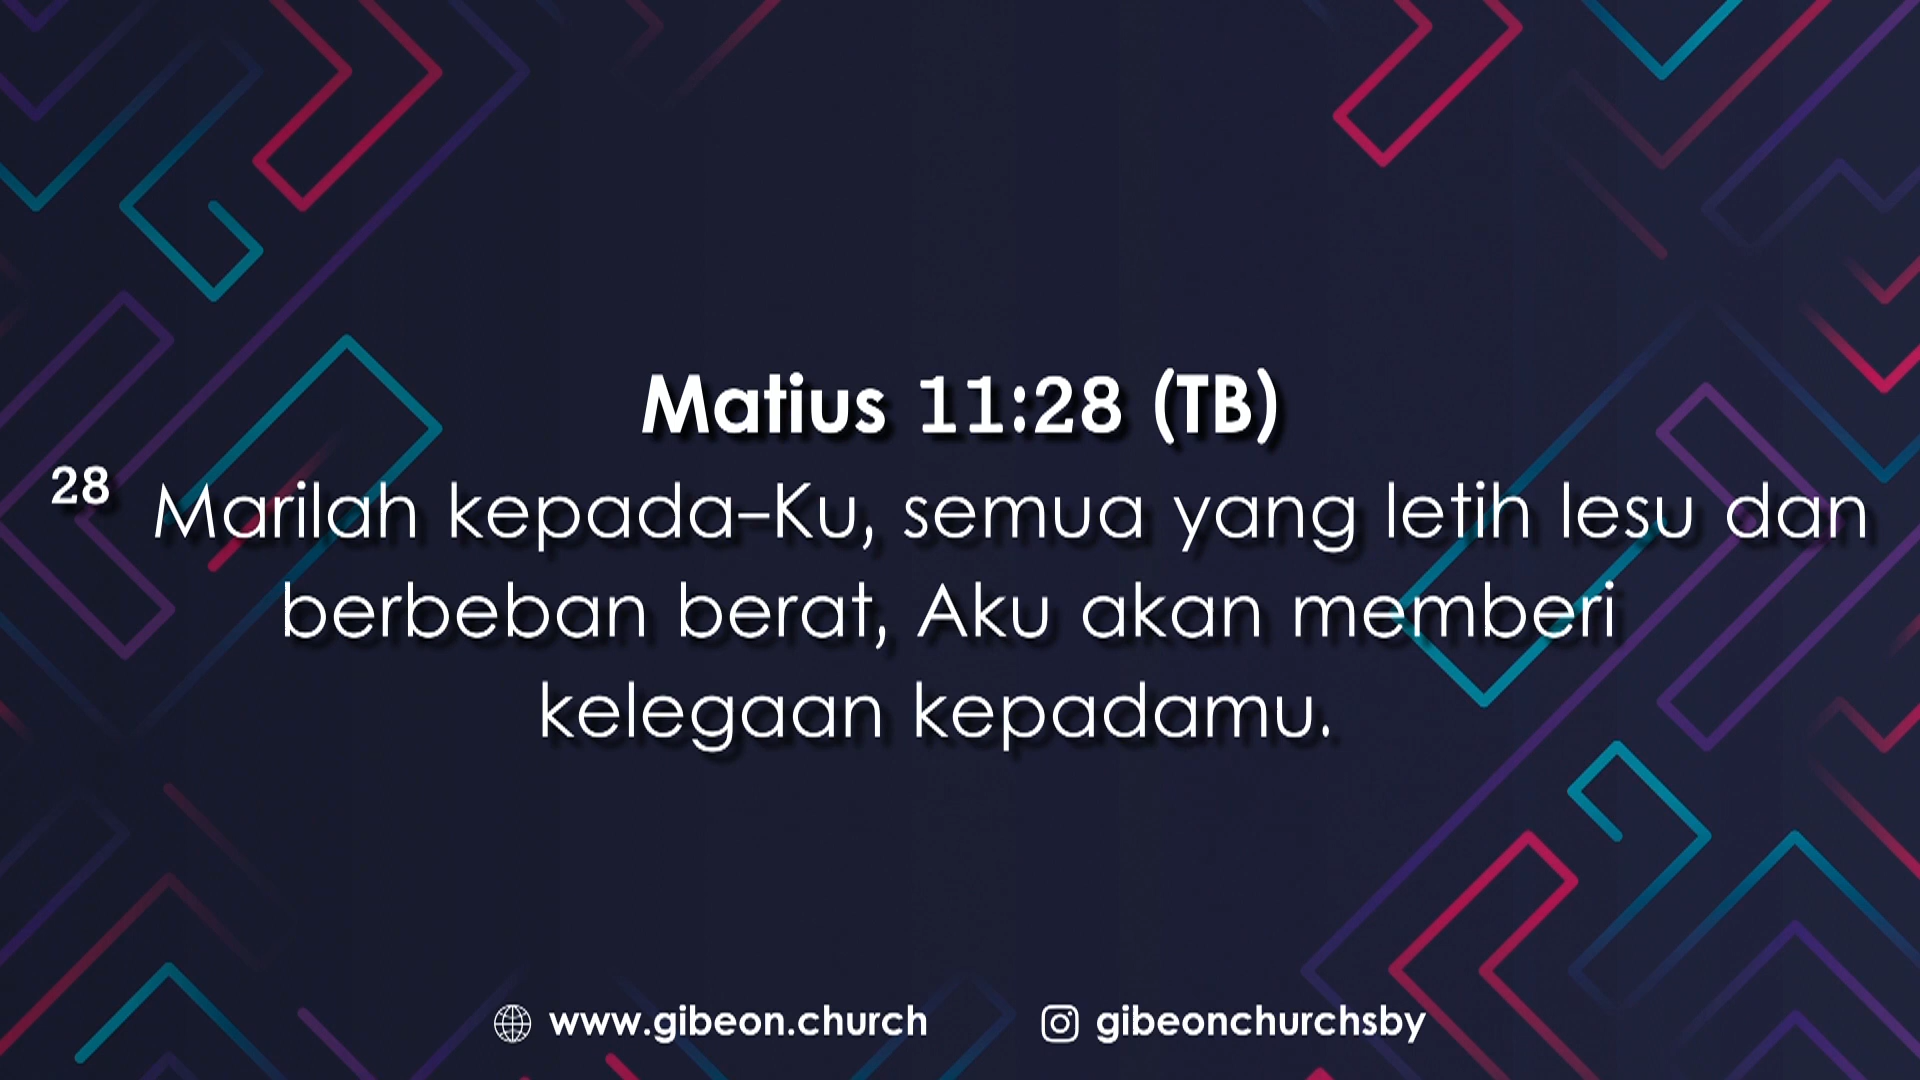 Matius 11:28 (TB)
28 Marilah kepada-Ku, semua yang letih lesu dan
berbeban berat, Aku akan memberi
kelegaan kepadamu.
www.gibeon.church gibeonchurchsby